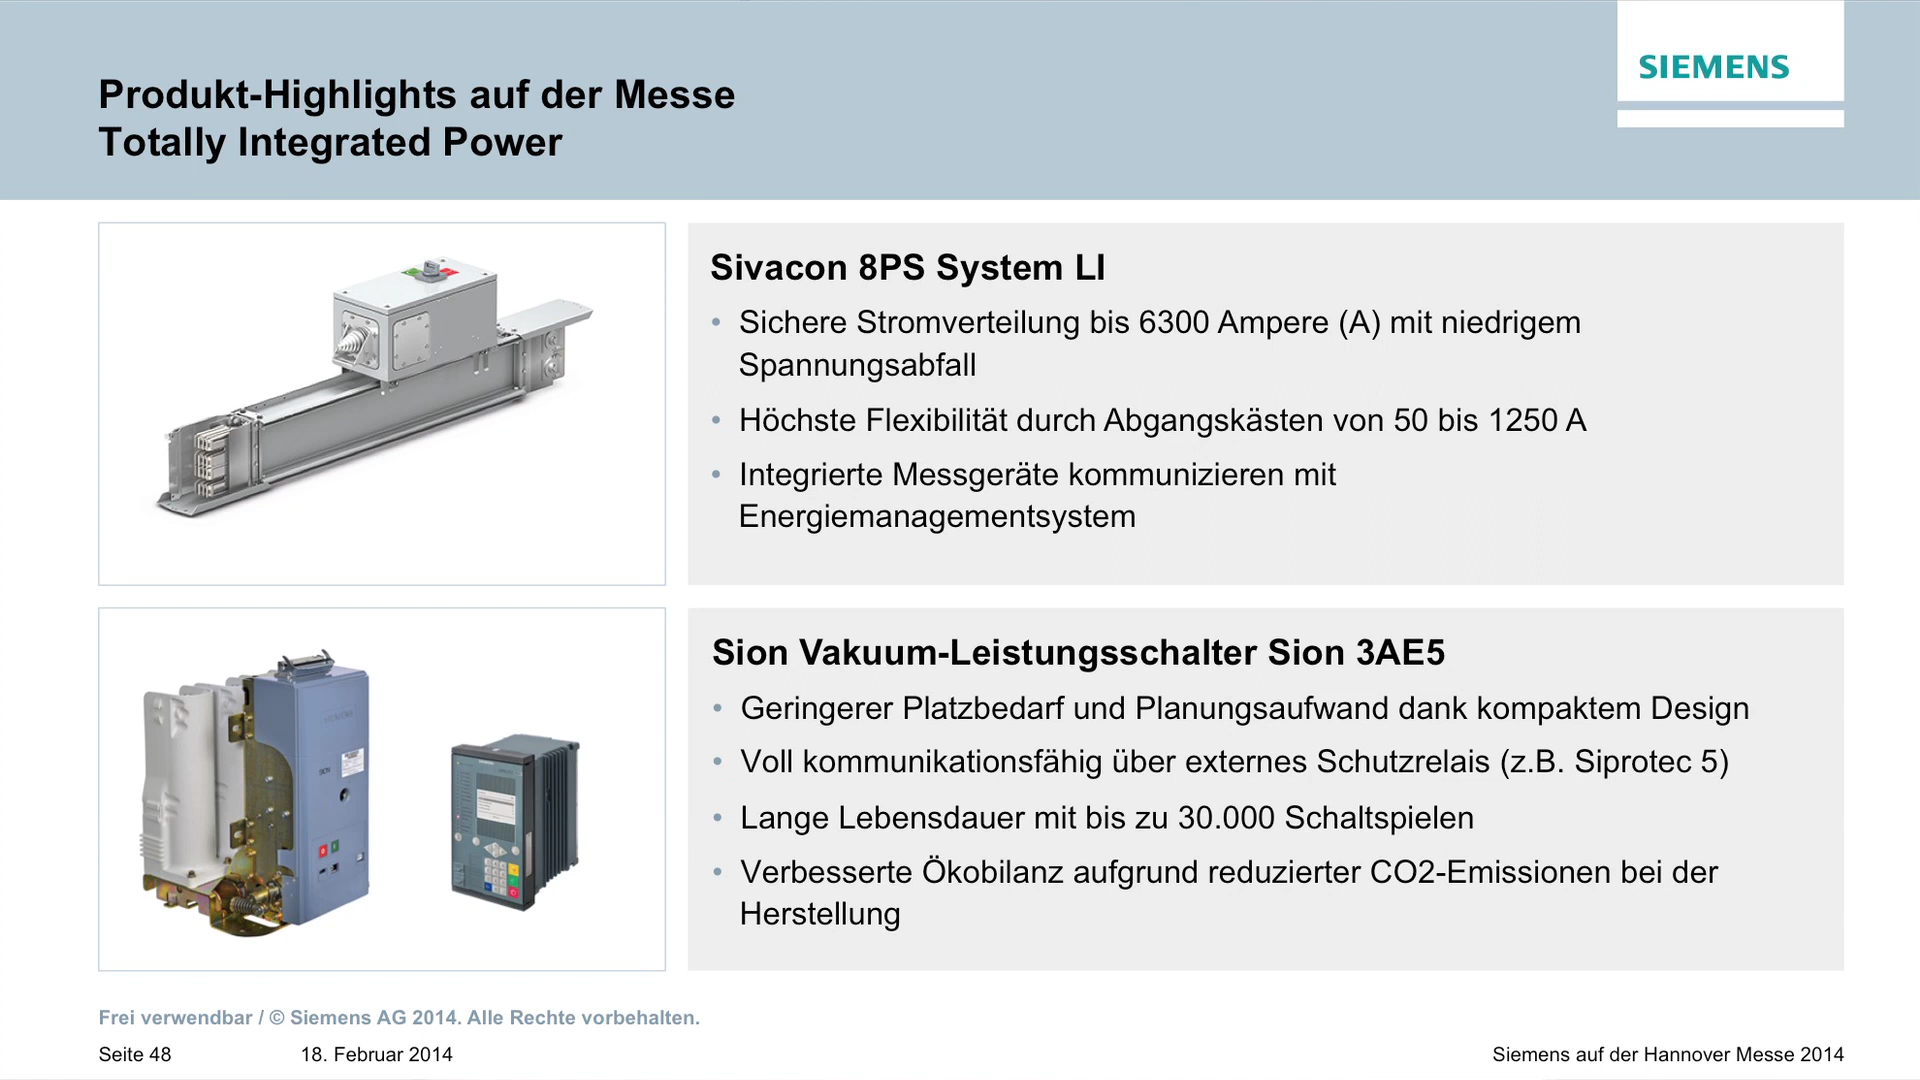 SIEMENS
Produkt-Highlights auf der Messe
Totally Integrated Power
Sivacon 8PS System LI
• Sichere Stromverteilung bis 6300 Ampere (A) mit niedrigem
Spannungsabfall
• Höchste Flexibilität durch Abgangskästen von 50 bis 1250 A
• Integrierte Messgeräte kommunizieren mit
Energiemanagementsystem
Sion Vakuum-Leistungsschalter Sion 3AE5
• Geringerer Platzbedarf und Planungsaufwand dank kompaktem Design
• Voll kommunikationsfähig über externes Schutzrelais (z.B. Siprotec 5)
• Lange Lebensdauer mit bis zu 30.000 Schaltspielen
• Verbesserte Ökobilanz aufgrund reduzierter CO2-Emissionen bei der
Herstellung
Frei verwendbar / © Siemens AG 2014. Alle Rechte vorbehalten.
Seite 48 18. Februar 2014 Siemens auf der Hannover Messe 2014